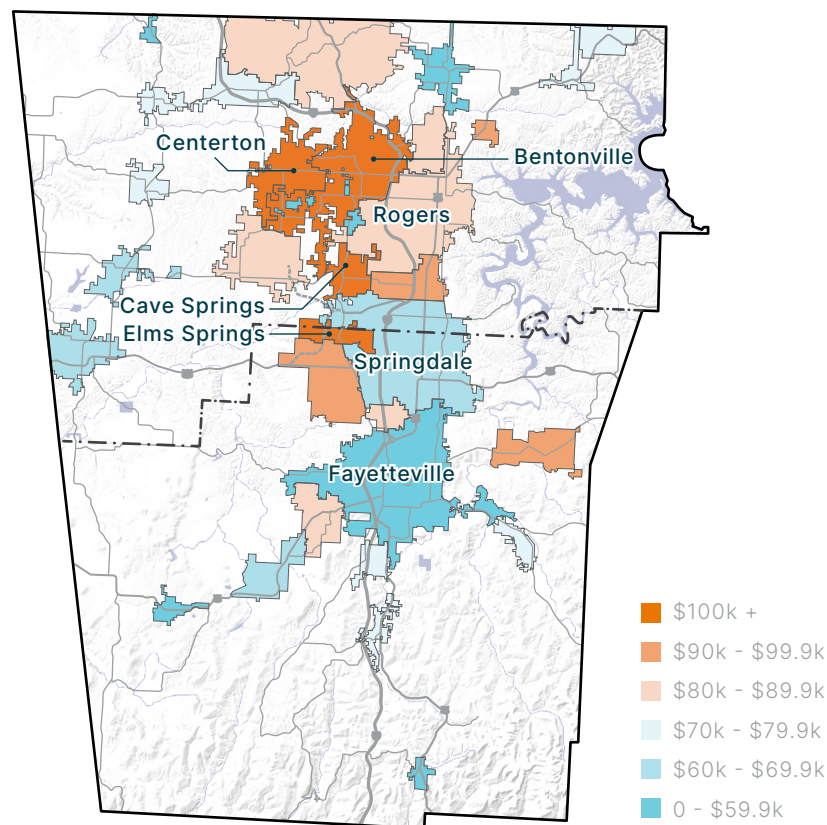 Centerton
Bentonville
Rogers
Cave Springs
Elms Springs
Springdale
Fayetteville
$100k +
$90k - $99.9k
$80k - $89.9k
$70k - $79.9k
$60k - $69.9k
0 - $59.9k